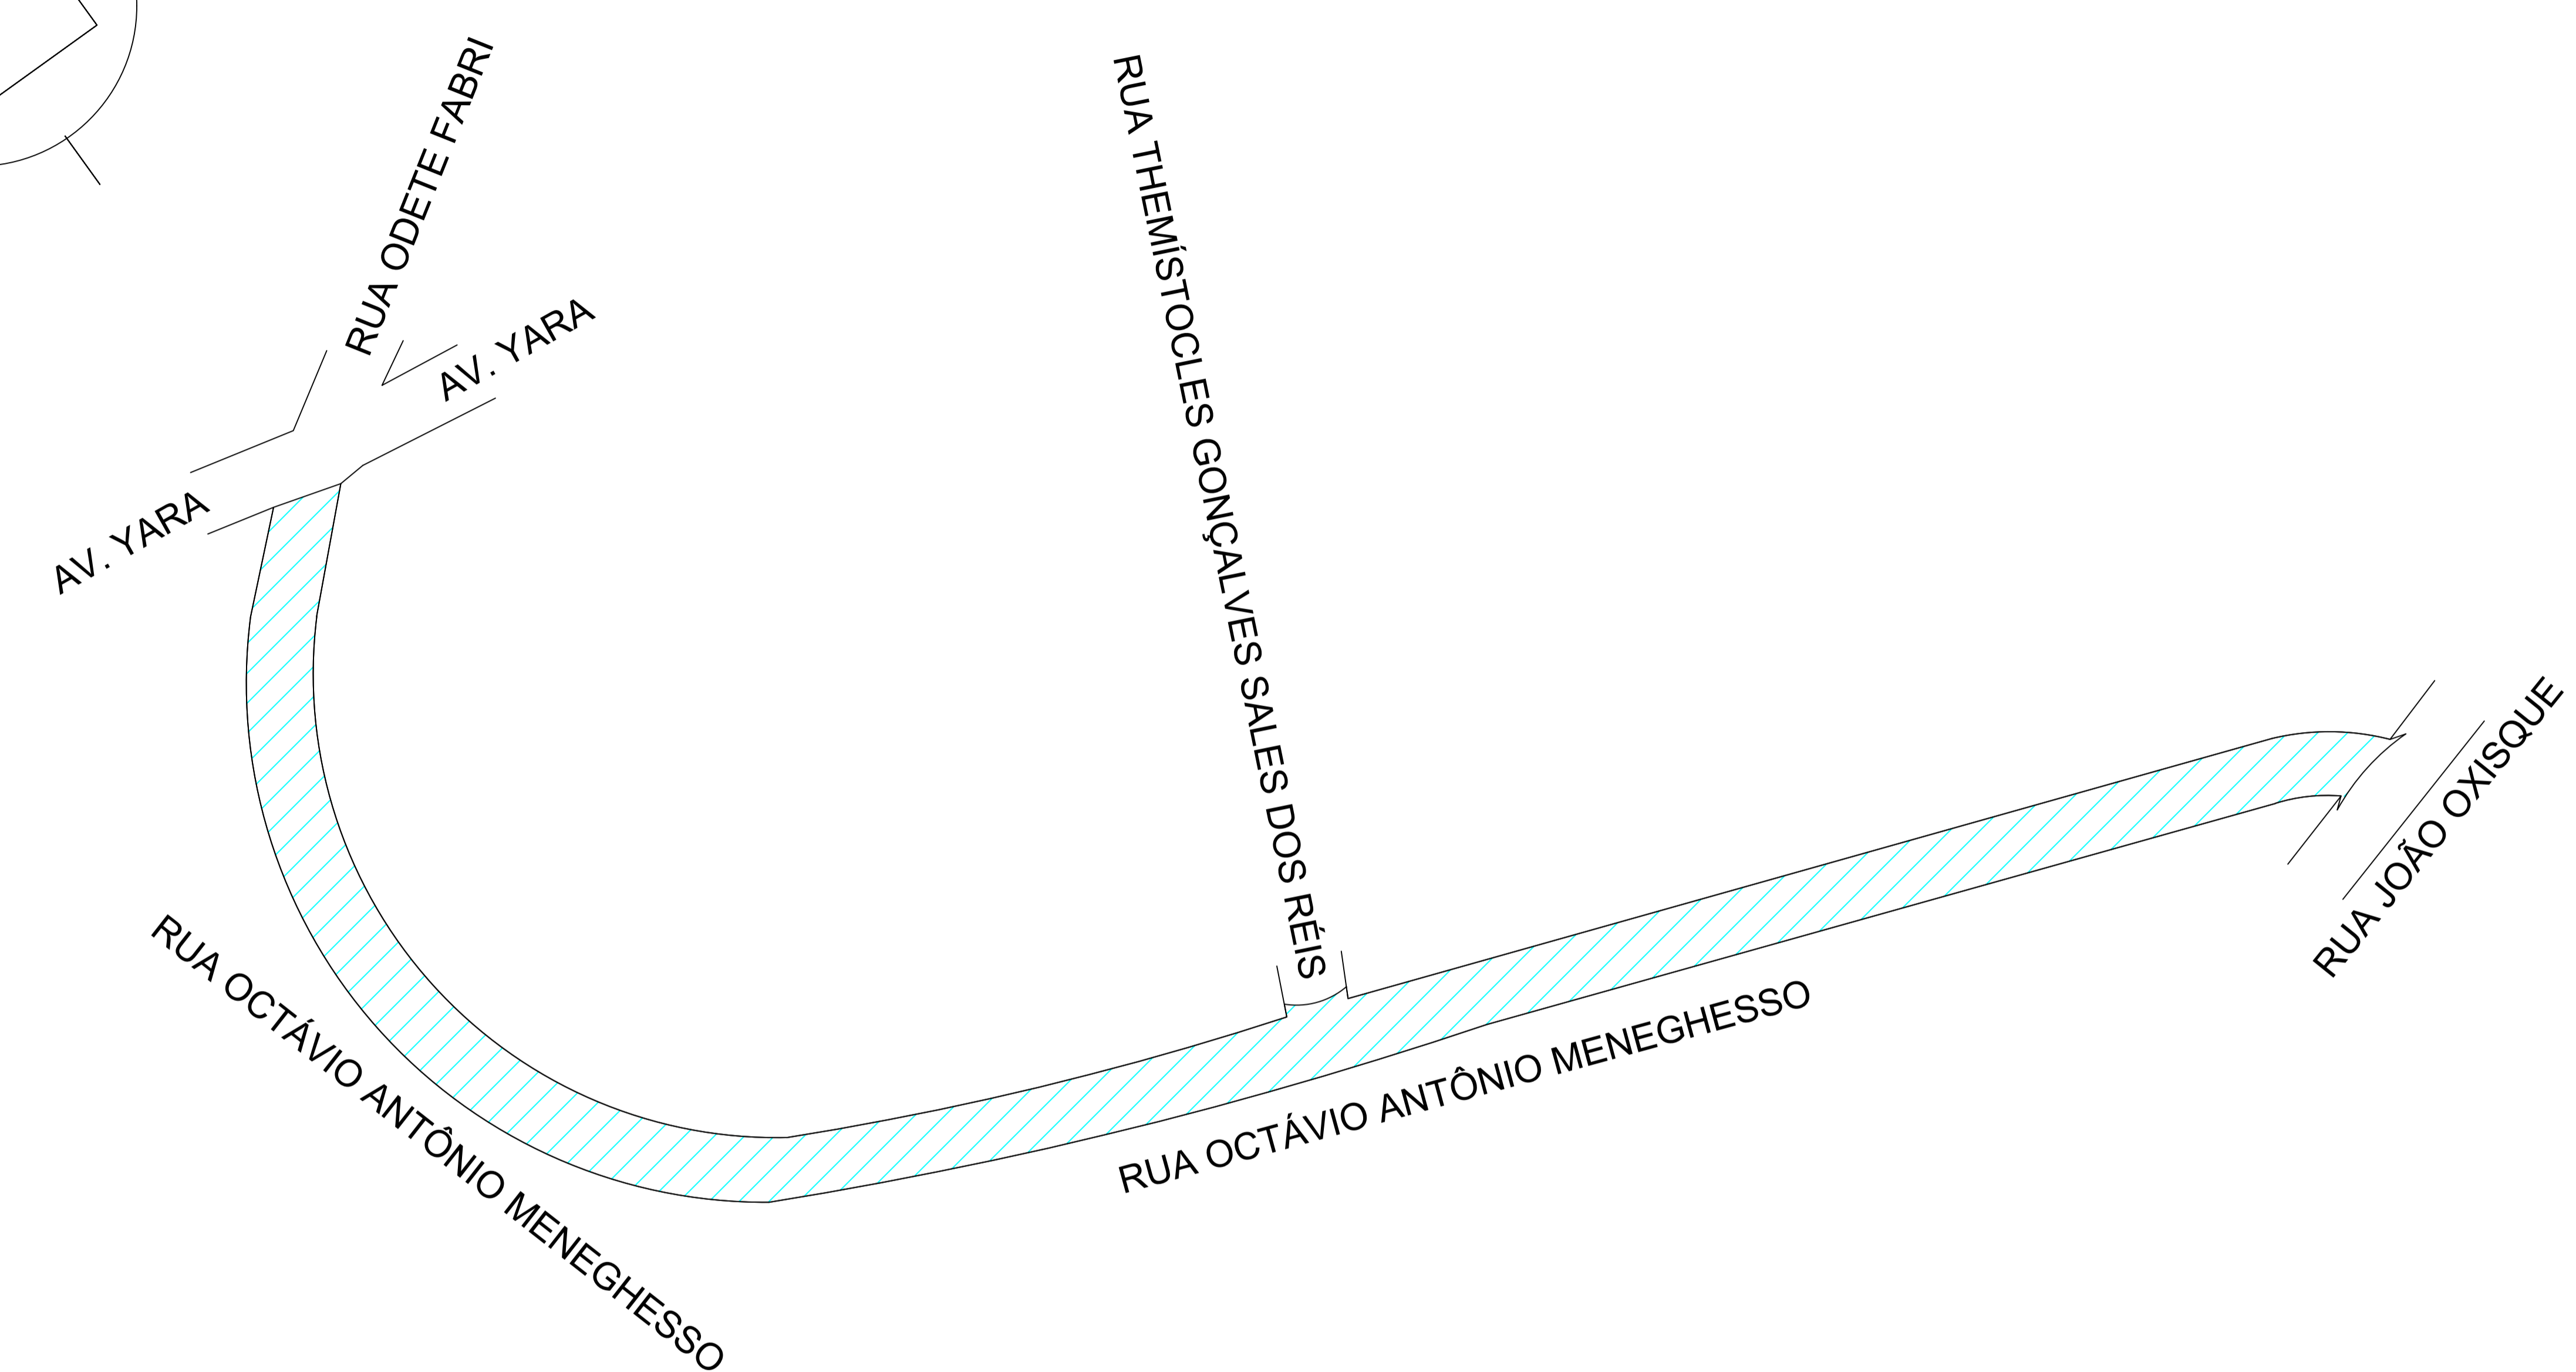 RUA ODETE FABRI
RUA THEMÍSTOCLES GONÇALVES SALES DOS RÉIS
AV. YARA
AV. YARA
RUA JOÃO OXISQUE
RUA OCTÁVIO ANTÔNIO MENEGHESSO
RUA OCTÁVIO ANTÔNIO MENEGHESSO